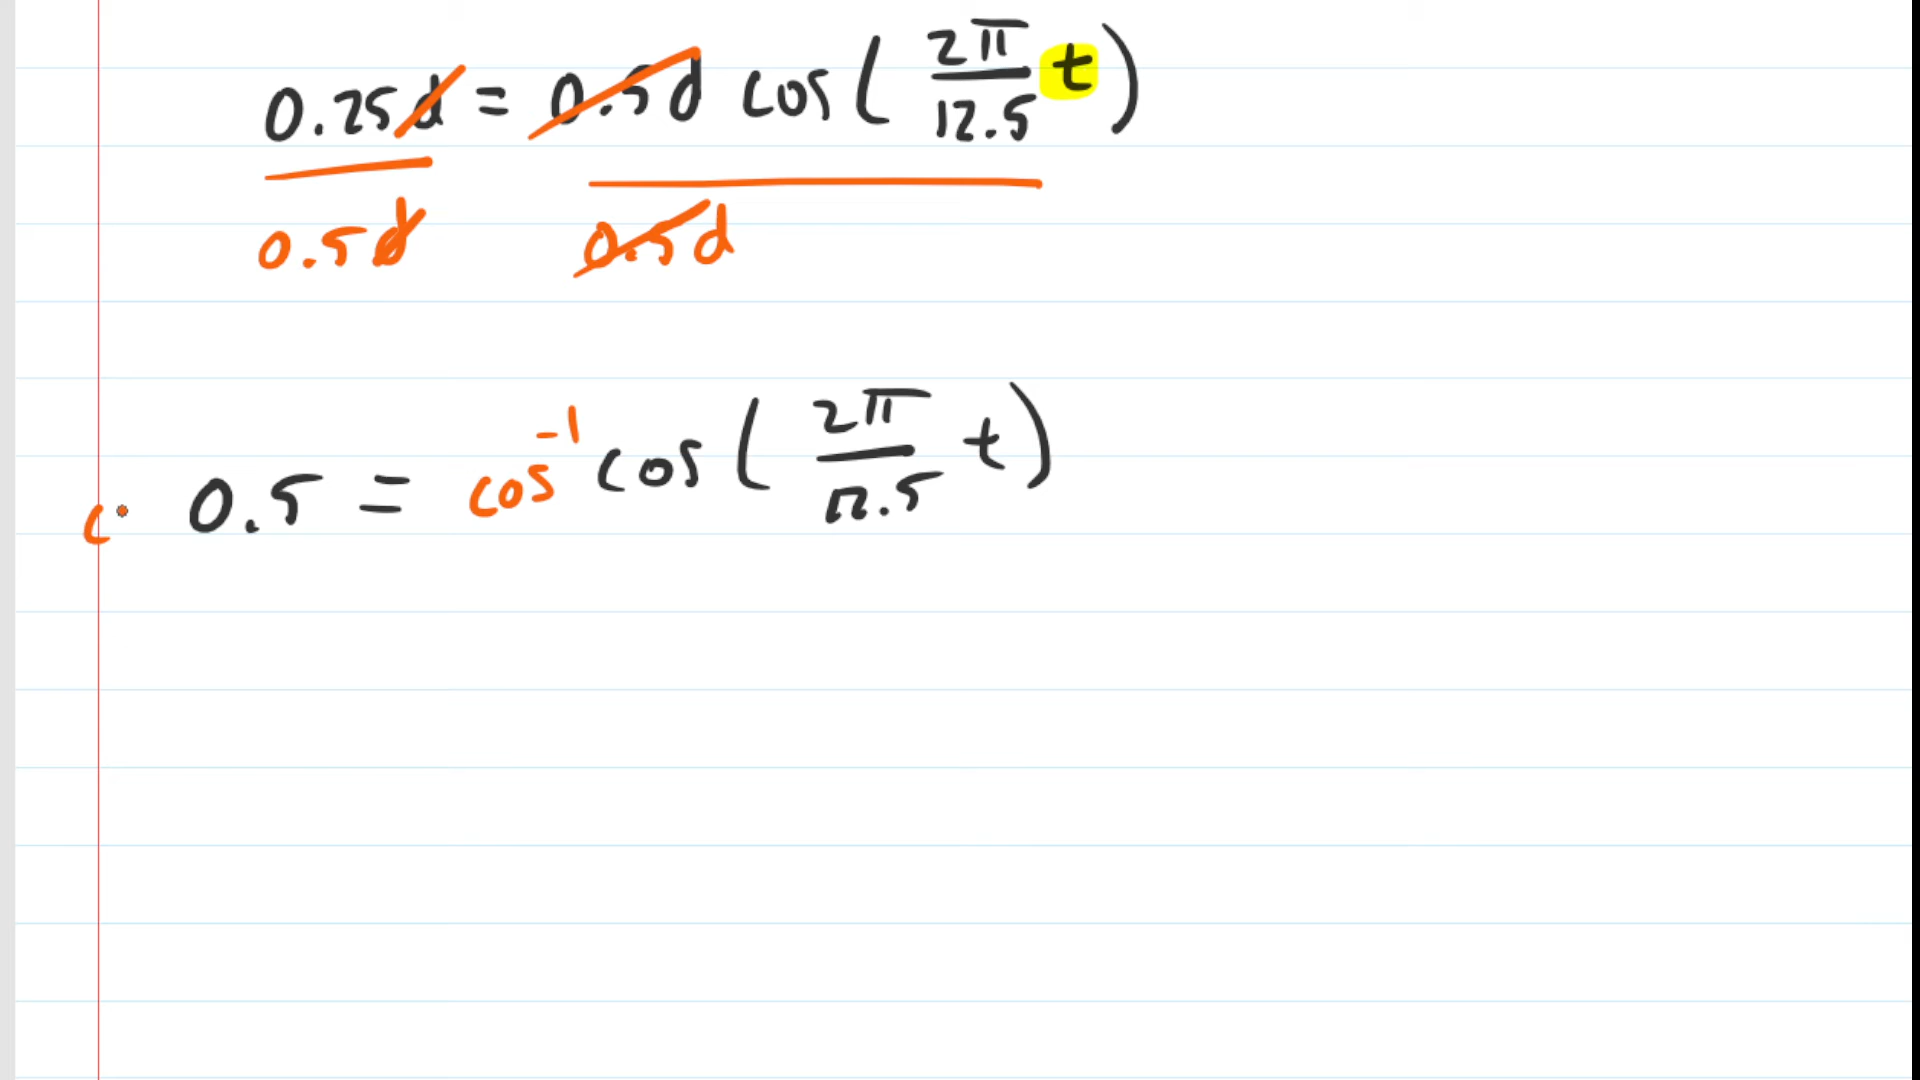 0.25d = 0.5d cos( 2π/12.5 t)
0.5d 0.5d
c 0.5 = cos⁻¹ cos( 2π/12.5 t)